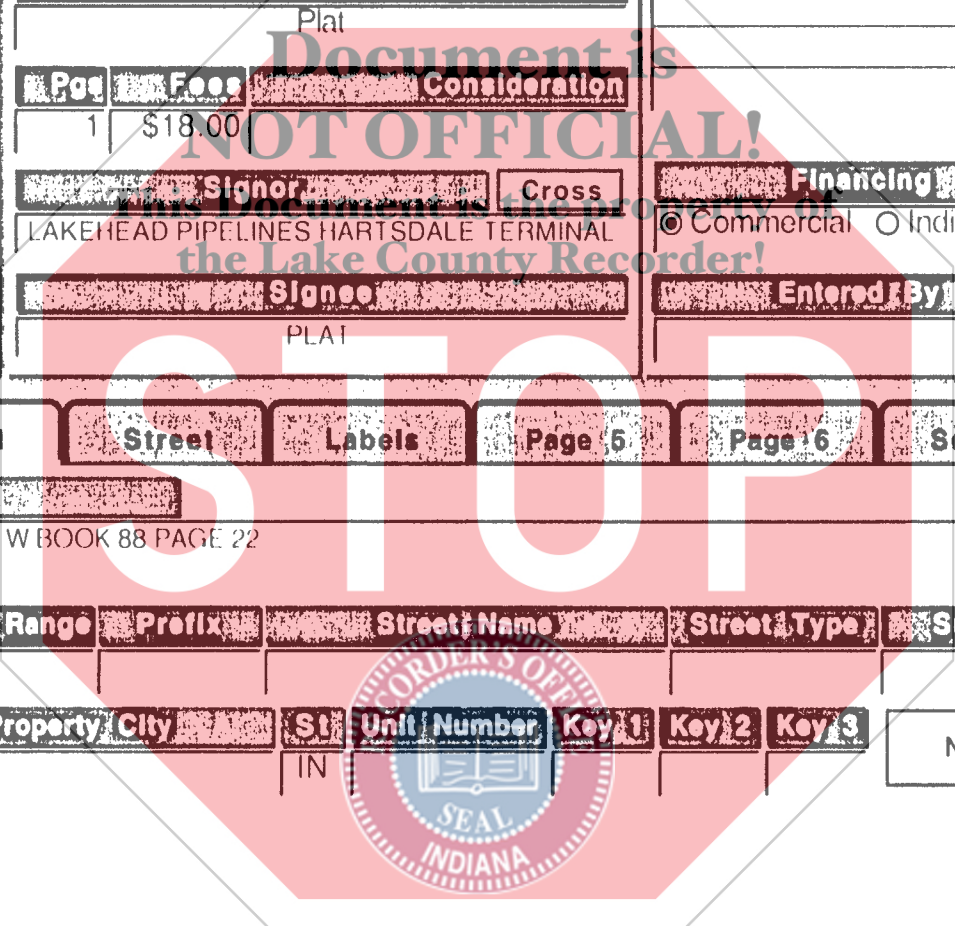 Plat
Document is
Pgs Fees Consideration
1 $18.00
NOT OFFICIAL!
Signor Cross Financing
This Document is the property of
LAKEHEAD PIPELINES HARTSDALE TERMINAL Commercial Indi
the Lake County Recorder!
Signee Entered By
PLAT
STOP
Street Labels Page 5 Page 6
W BOOK 88 PAGE 22
Range Prefix Street Name Street Type
RECORDER'S OFFICE
Property City St Unit Number Key 1 Key 2 Key 3
IN
SEAL
INDIANA